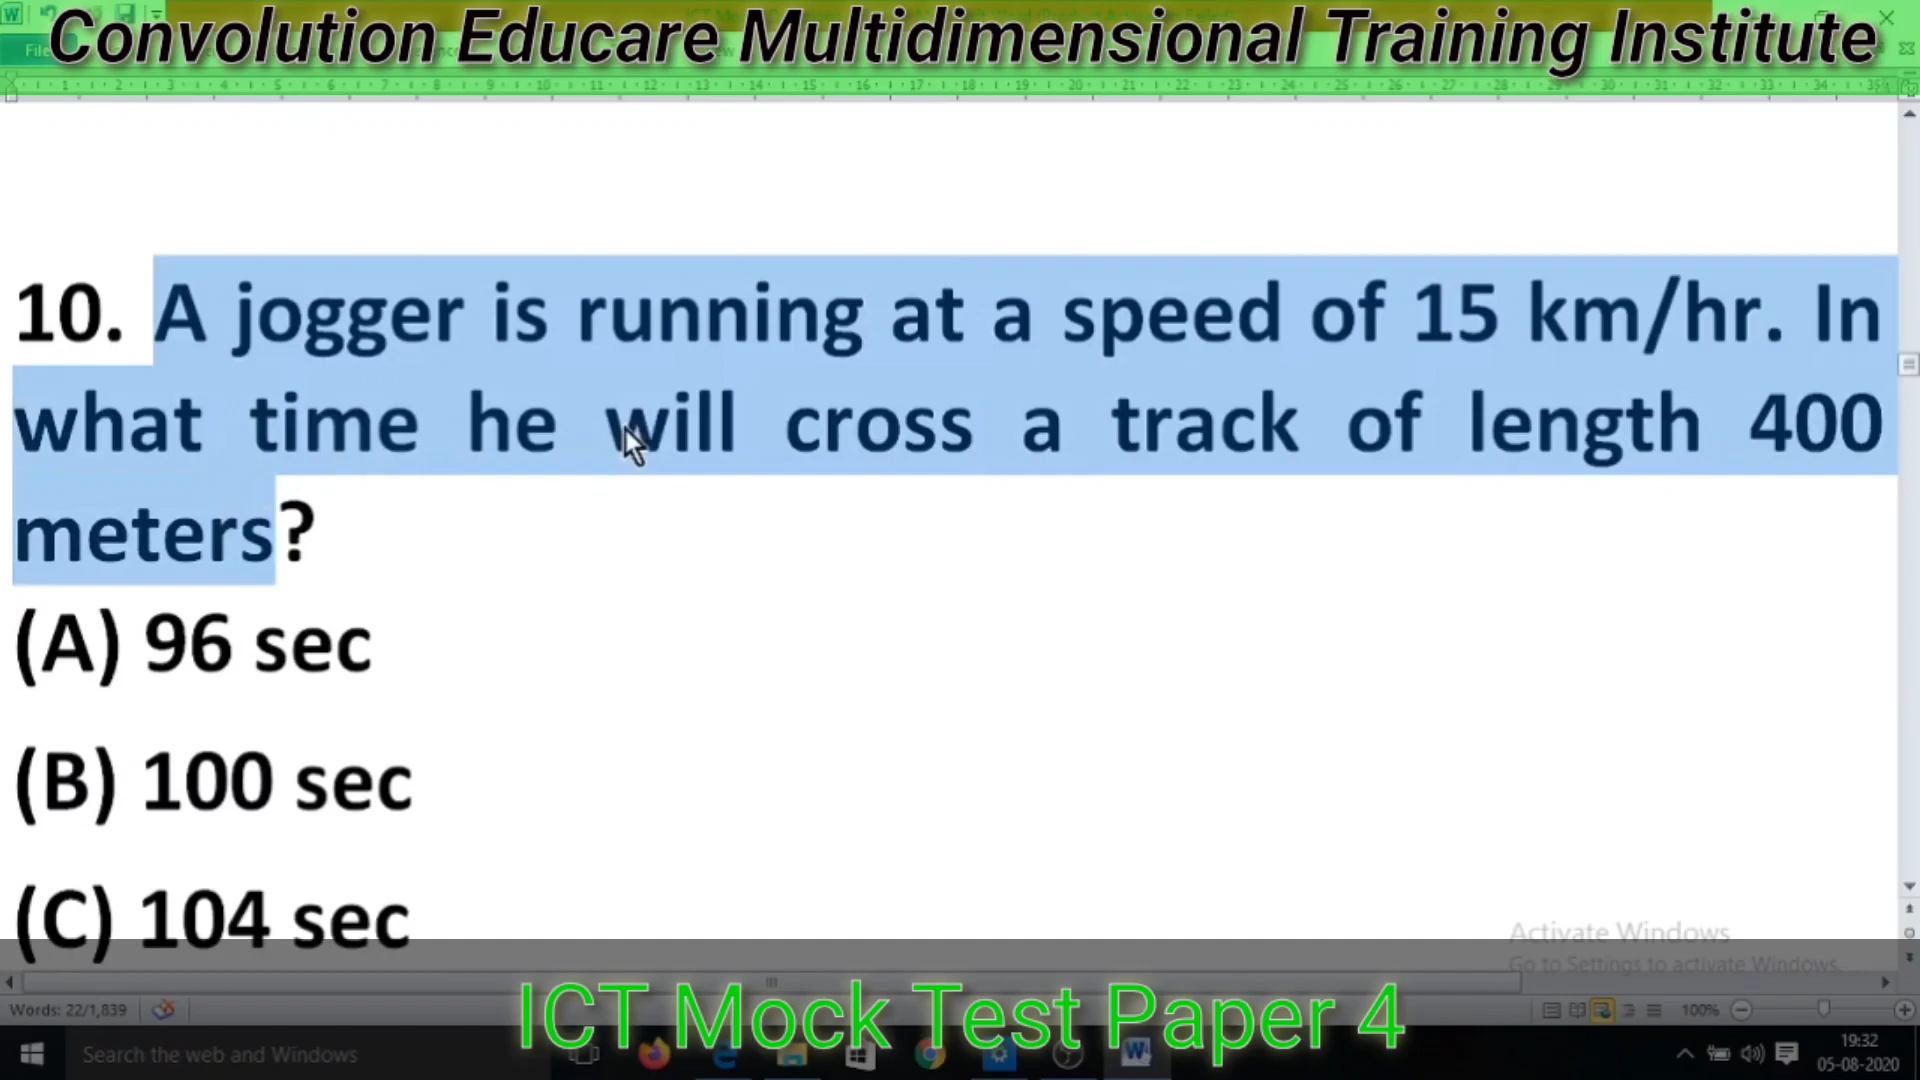 Convolution Educare Multidimensional Training Institute
File
10. A jogger is running at a speed of 15 km/hr. In
what time he will cross a track of length 400
meters?
(A) 96 sec
(B) 100 sec
(C) 104 sec
Activate Windows
Go to Settings to activate Windows.
ICT Mock Test Paper 4
Words: 22/1,839
100%
Search the web and Windows
19:32
05-08-2020